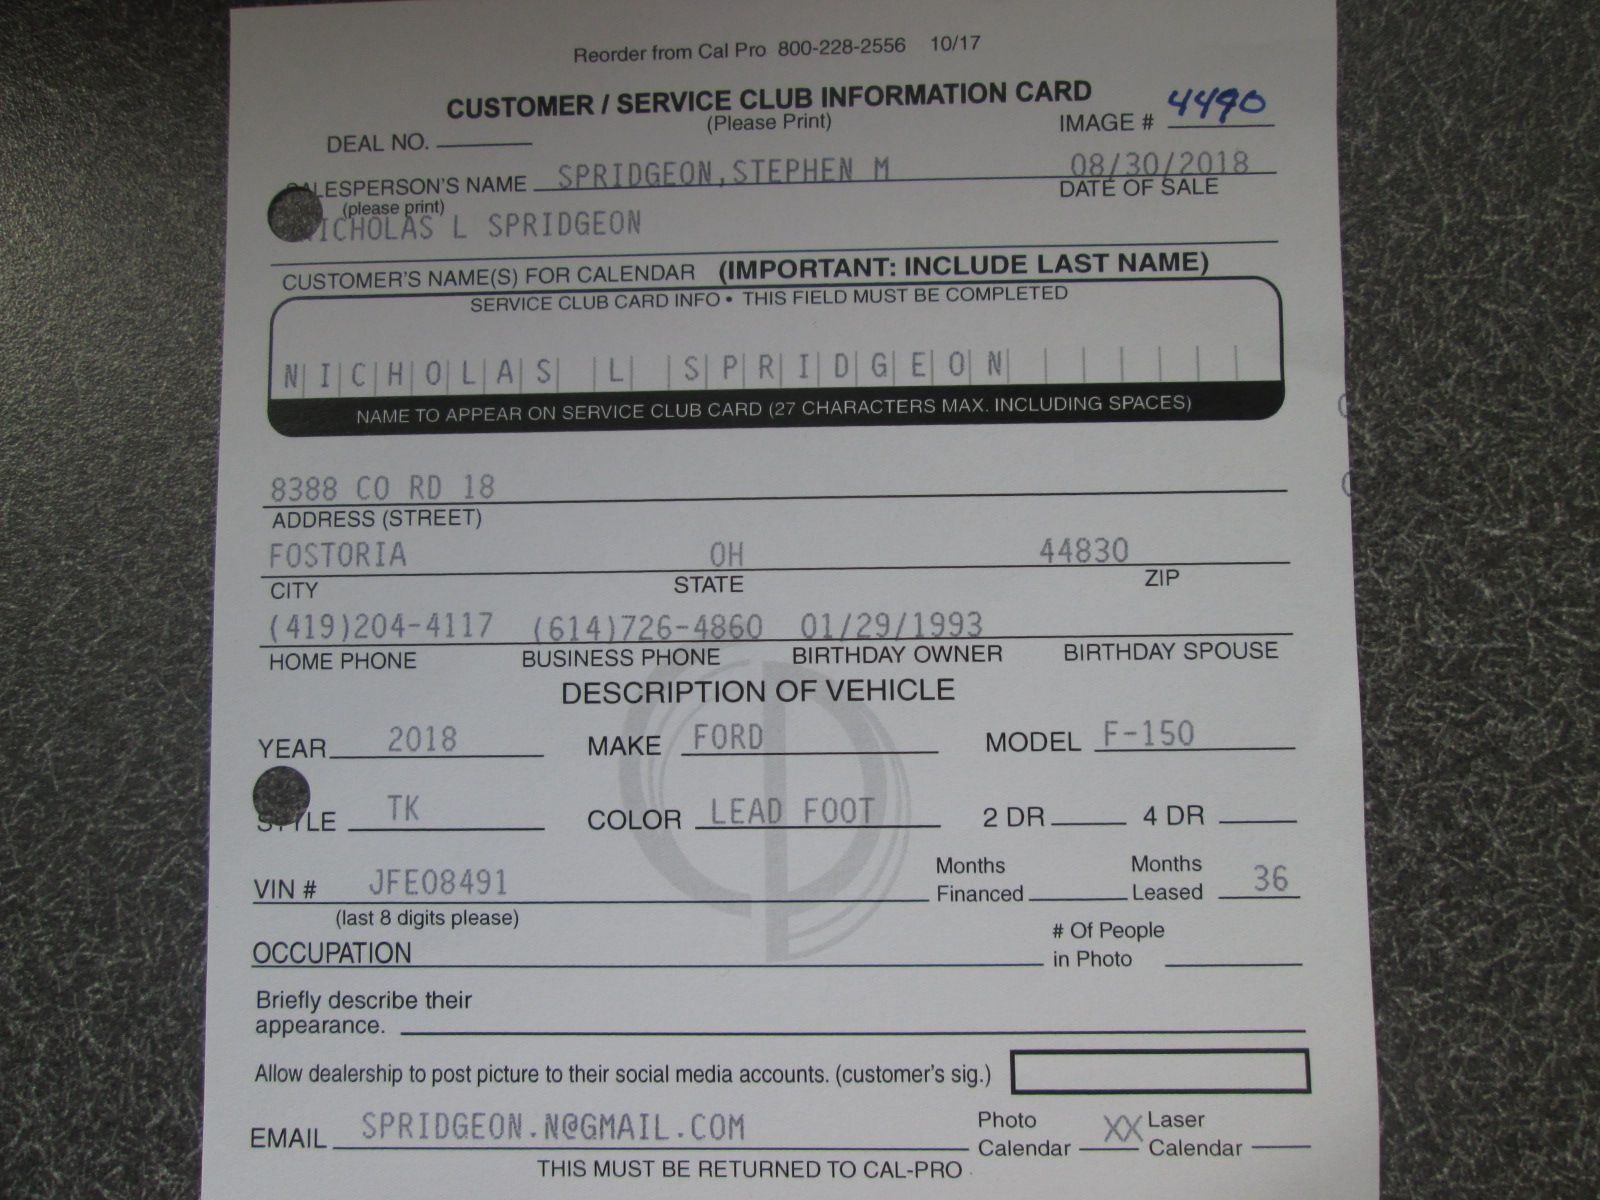 Reorder from Cal Pro 800-228-2556 10/17
CUSTOMER / SERVICE CLUB INFORMATION CARD
(Please Print)
DEAL NO.
IMAGE # 4490
SALESPERSON'S NAME SPRIDGEON,STEPHEN M 08/30/2018
(please print) DATE OF SALE
NICHOLAS L SPRIDGEON
CUSTOMER'S NAME(S) FOR CALENDAR (IMPORTANT: INCLUDE LAST NAME)
SERVICE CLUB CARD INFO • THIS FIELD MUST BE COMPLETED
NICHOLAS L SPRIDGEON
NAME TO APPEAR ON SERVICE CLUB CARD (27 CHARACTERS MAX. INCLUDING SPACES)
8388 CO RD 18
ADDRESS (STREET)
FOSTORIA OH 44830
CITY STATE ZIP
(419)204-4117 (614)726-4860 01/29/1993
HOME PHONE BUSINESS PHONE BIRTHDAY OWNER BIRTHDAY SPOUSE
DESCRIPTION OF VEHICLE
YEAR 2018 MAKE FORD MODEL F-150
STYLE TK COLOR LEAD FOOT 2 DR 4 DR
VIN # JFE08491 Months Financed Months Leased 36
(last 8 digits please)
OCCUPATION # Of People in Photo
Briefly describe their
appearance.
Allow dealership to post picture to their social media accounts. (customer's sig.)
EMAIL SPRIDGEON.N@GMAIL.COM Photo Calendar XX Laser Calendar
THIS MUST BE RETURNED TO CAL-PRO